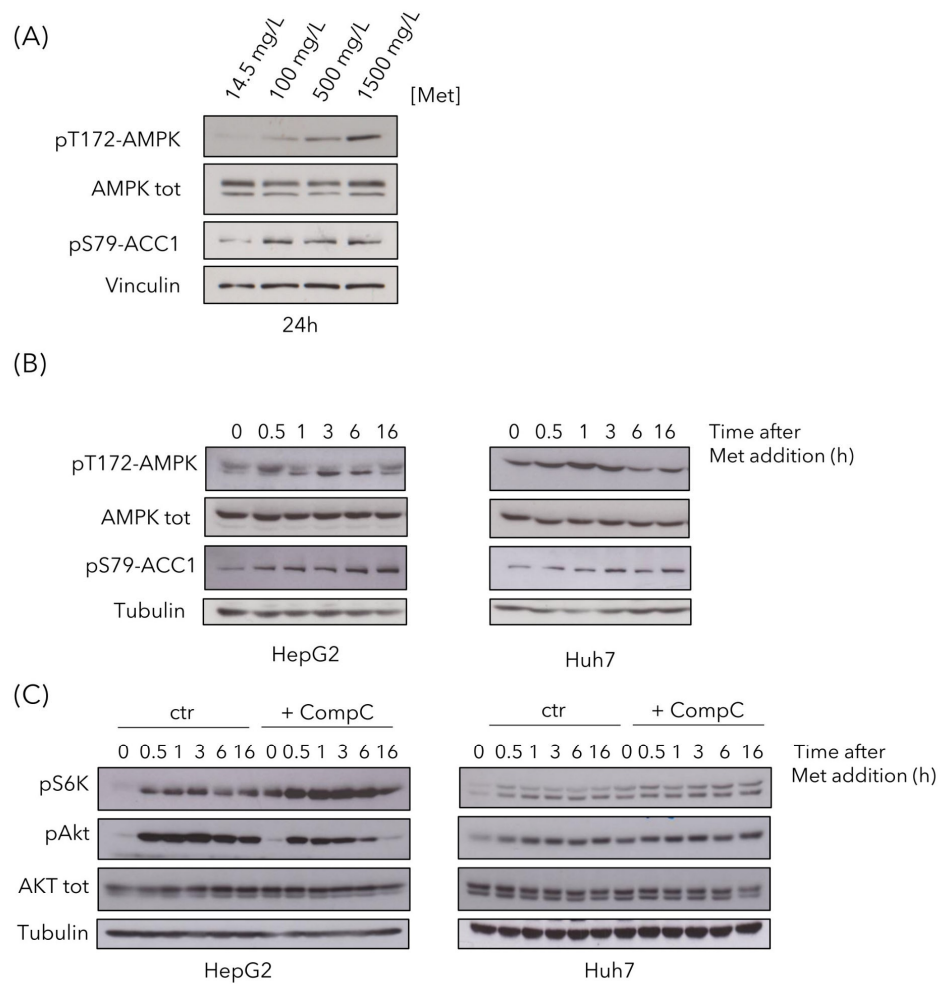 (A)
14.5 mg/L 100 mg/L 500 mg/L 1500 mg/L
[Met]
pT172-AMPK
AMPK tot
pS79-ACC1
Vinculin
24h
(B)
0 0.5 1 3 6 16 0 0.5 1 3 6 16 Time after
Met addition (h)
pT172-AMPK
AMPK tot
pS79-ACC1
Tubulin
HepG2 Huh7
(C)
ctr + CompC ctr + CompC
0 0.5 1 3 6 16 0 0.5 1 3 6 16 0 0.5 1 3 6 16 0 0.5 1 3 6 16 Time after
Met addition (h)
pS6K
pAkt
AKT tot
Tubulin
HepG2 Huh7